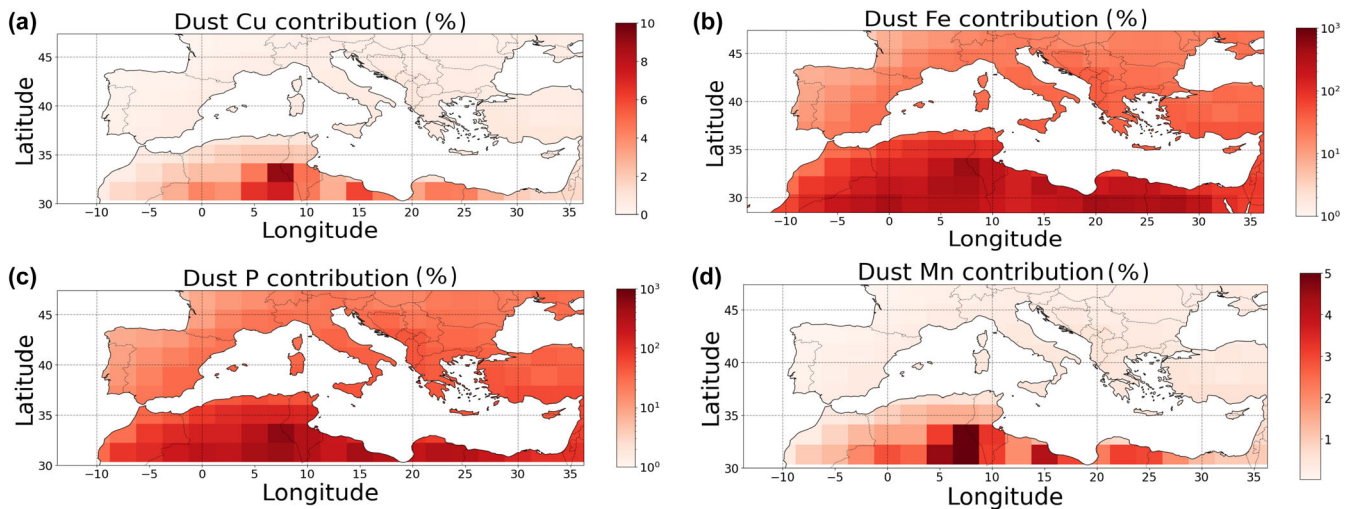 (a) Dust Cu contribution (%)
45
40
35
30
Latitude
−10 −5 0 5 10 15 20 25 30 35
Longitude
10
8
6
4
2
0
(b) Dust Fe contribution (%)
45
40
35
30
Latitude
−10 −5 0 5 10 15 20 25 30 35
Longitude
10³
10²
10¹
10⁰
(c) Dust P contribution (%)
45
40
35
30
Latitude
−10 −5 0 5 10 15 20 25 30 35
Longitude
10³
10²
10¹
10⁰
(d) Dust Mn contribution (%)
45
40
35
30
Latitude
−10 −5 0 5 10 15 20 25 30 35
Longitude
5
4
3
2
1